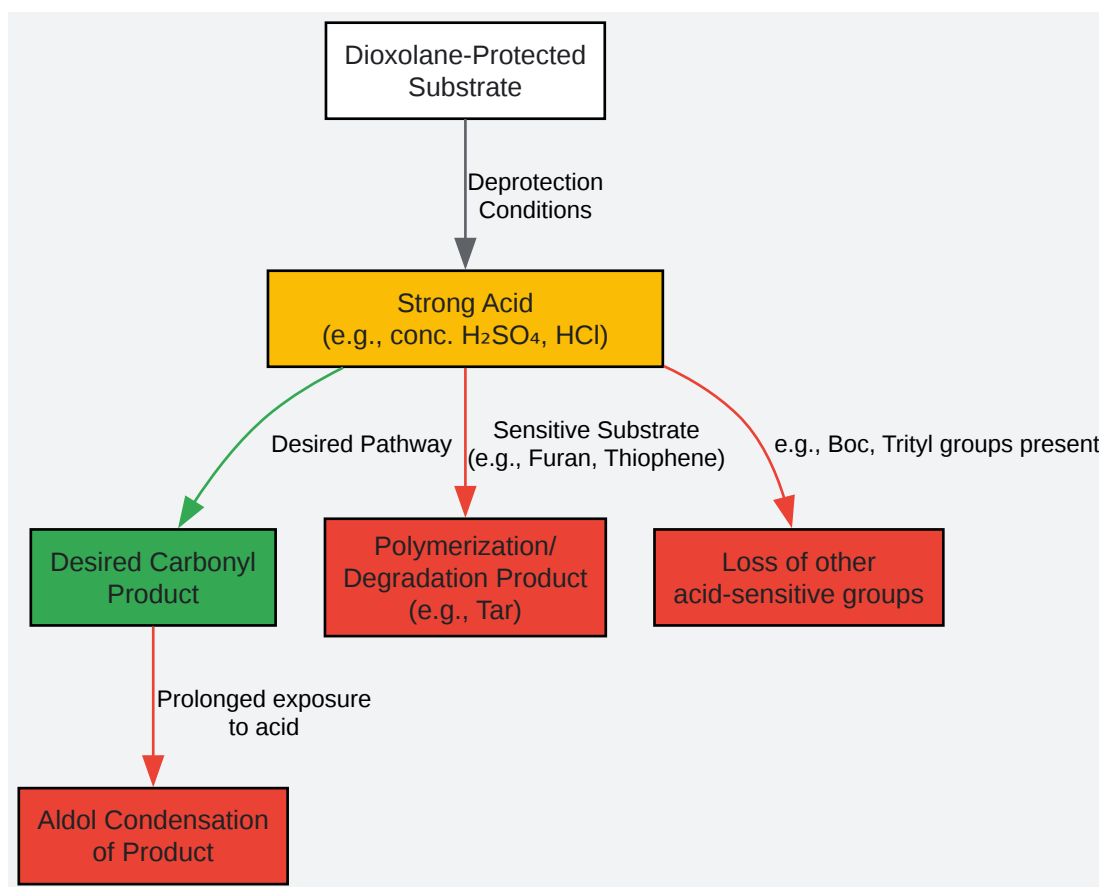 Dioxolane-Protected
Substrate
Deprotection
Conditions
Strong Acid
(e.g., conc. H₂SO₄, HCl)
Desired Pathway
Sensitive Substrate
(e.g., Furan, Thiophene)
e.g., Boc, Trityl groups present
Desired Carbonyl
Product
Polymerization/
Degradation Product
(e.g., Tar)
Loss of other
acid-sensitive groups
Prolonged exposure
to acid
Aldol Condensation
of Product